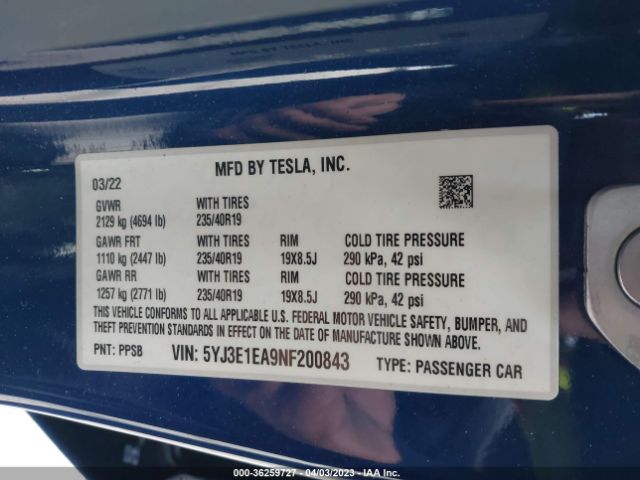 MFD BY TESLA, INC.
03/22
GVWR WITH TIRES
2129 kg (4694 lb) 235/40R19
GAWR FRT WITH TIRES RIM COLD TIRE PRESSURE
1110 kg (2447 lb) 235/40R19 19X8.5J 290 kPa, 42 psi
GAWR RR WITH TIRES RIM COLD TIRE PRESSURE
1257 kg (2771 lb) 235/40R19 19X8.5J 290 kPa, 42 psi
THIS VEHICLE CONFORMS TO ALL APPLICABLE U.S. FEDERAL MOTOR VEHICLE SAFETY, BUMPER, AND
THEFT PREVENTION STANDARDS IN EFFECT ON THE DATE OF MANUFACTURE SHOWN ABOVE.
PNT: PPSB VIN: 5YJ3E1EA9NF200843 TYPE: PASSENGER CAR
000-36259727 - 04/03/2023 - IAA Inc.